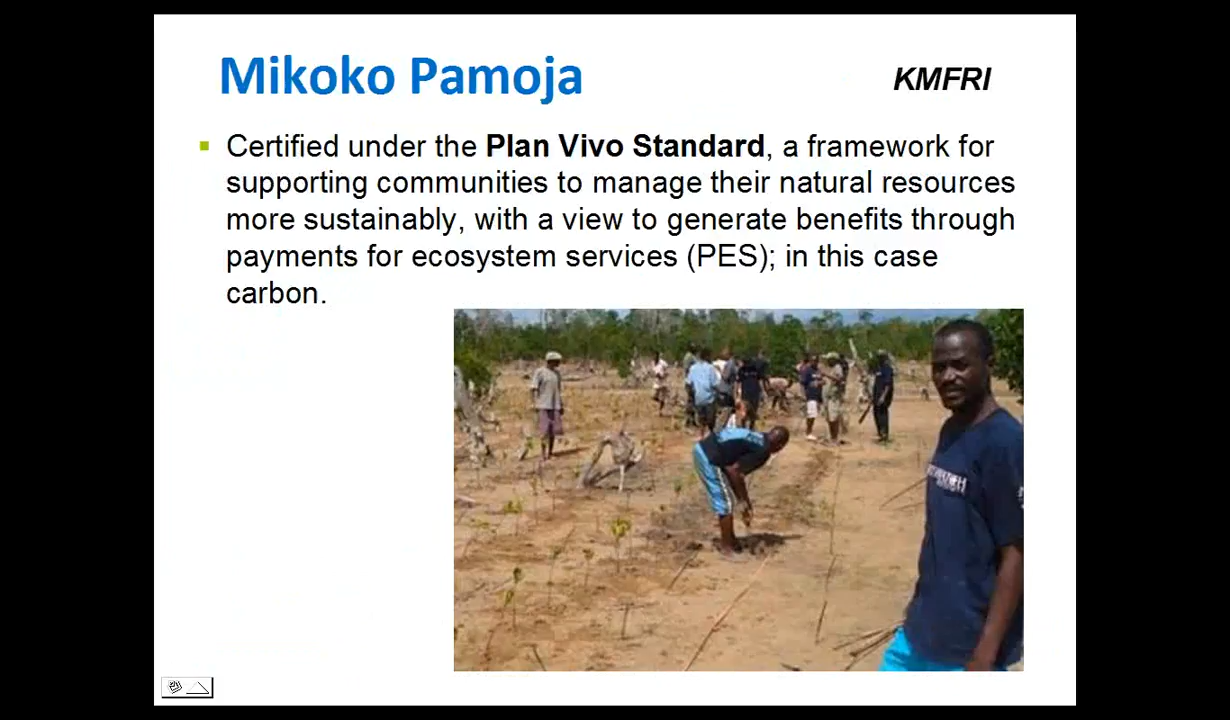 Mikoko Pamoja
KMFRI
Certified under the Plan Vivo Standard, a framework for
supporting communities to manage their natural resources
more sustainably, with a view to generate benefits through
payments for ecosystem services (PES); in this case
carbon.